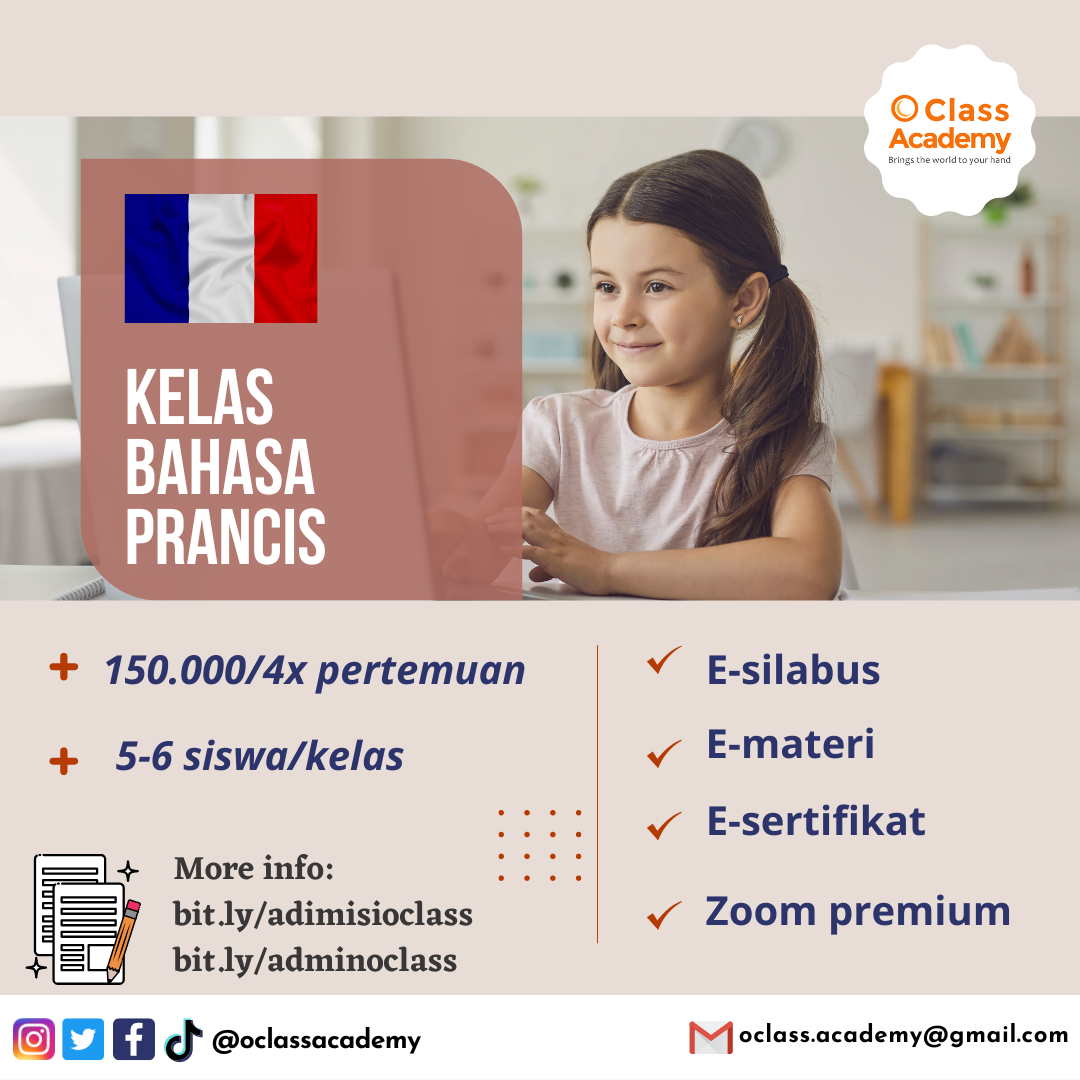 O Class
Academy
Brings the world to your hand
KELAS
BAHASA
PRANCIS
150.000/4x pertemuan
5-6 siswa/kelas
E-silabus
E-materi
E-sertifikat
Zoom premium
More info:
bit.ly/adimisioclass
bit.ly/adminoclass
@oclassacademy
oclass.academy@gmail.com